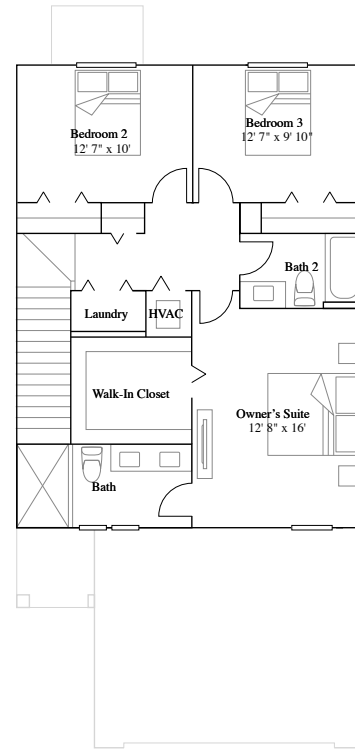 Bedroom 2
12' 7" x 10'
Bedroom 3
12' 7" x 9' 10"
Bath 2
Laundry
HVAC
Walk-In Closet
Owner's Suite
12' 8" x 16'
Bath